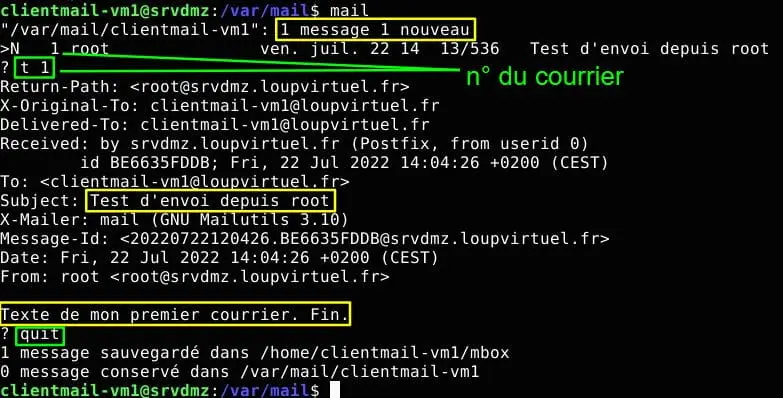 clientmail-vm1@srvdmz:/var/mail$ mail
"/var/mail/clientmail-vm1": 1 message 1 nouveau
>N   1 root               ven. juil. 22 14  13/536   Test d'envoi depuis root
? t 1
n° du courrier
Return-Path: <root@srvdmz.loupvirtuel.fr>
X-Original-To: clientmail-vm1@loupvirtuel.fr
Delivered-To: clientmail-vm1@loupvirtuel.fr
Received: by srvdmz.loupvirtuel.fr (Postfix, from userid 0)
        id BE6635FDDB; Fri, 22 Jul 2022 14:04:26 +0200 (CEST)
To: <clientmail-vm1@loupvirtuel.fr>
Subject: Test d'envoi depuis root
X-Mailer: mail (GNU Mailutils 3.10)
Message-Id: <20220722120426.BE6635FDDB@srvdmz.loupvirtuel.fr>
Date: Fri, 22 Jul 2022 14:04:26 +0200 (CEST)
From: root <root@srvdmz.loupvirtuel.fr>
Texte de mon premier courrier. Fin.
? quit
1 message sauvegardé dans /home/clientmail-vm1/mbox
0 message conservé dans /var/mail/clientmail-vm1
clientmail-vm1@srvdmz:/var/mail$